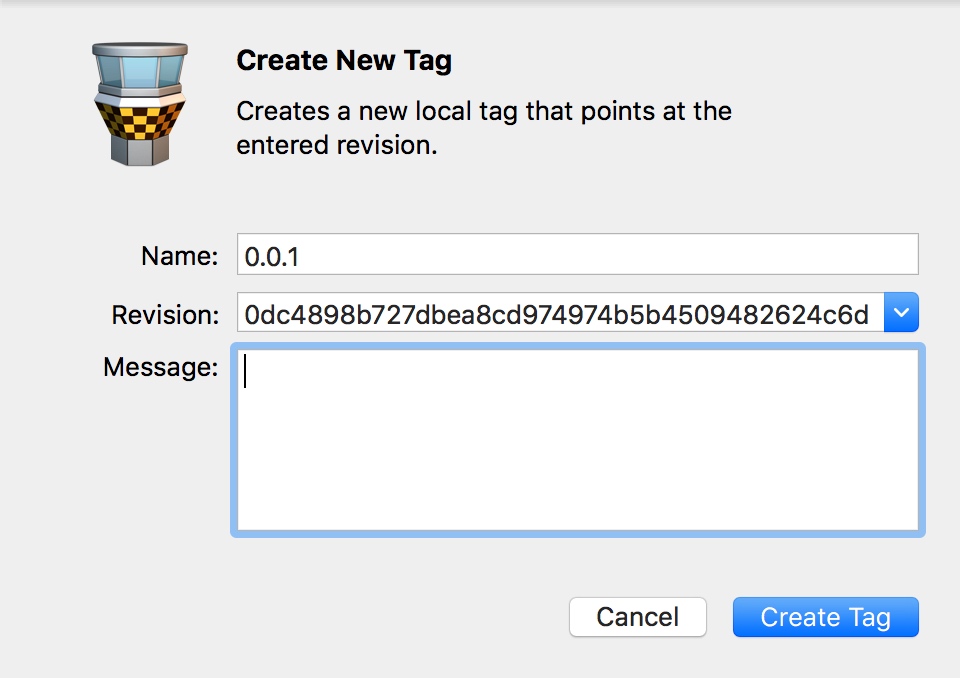 Create New Tag
Creates a new local tag that points at the
entered revision.
Name: 0.0.1
Revision: 0dc4898b727dbea8cd974974b5b4509482624c6d
Message:
Cancel Create Tag